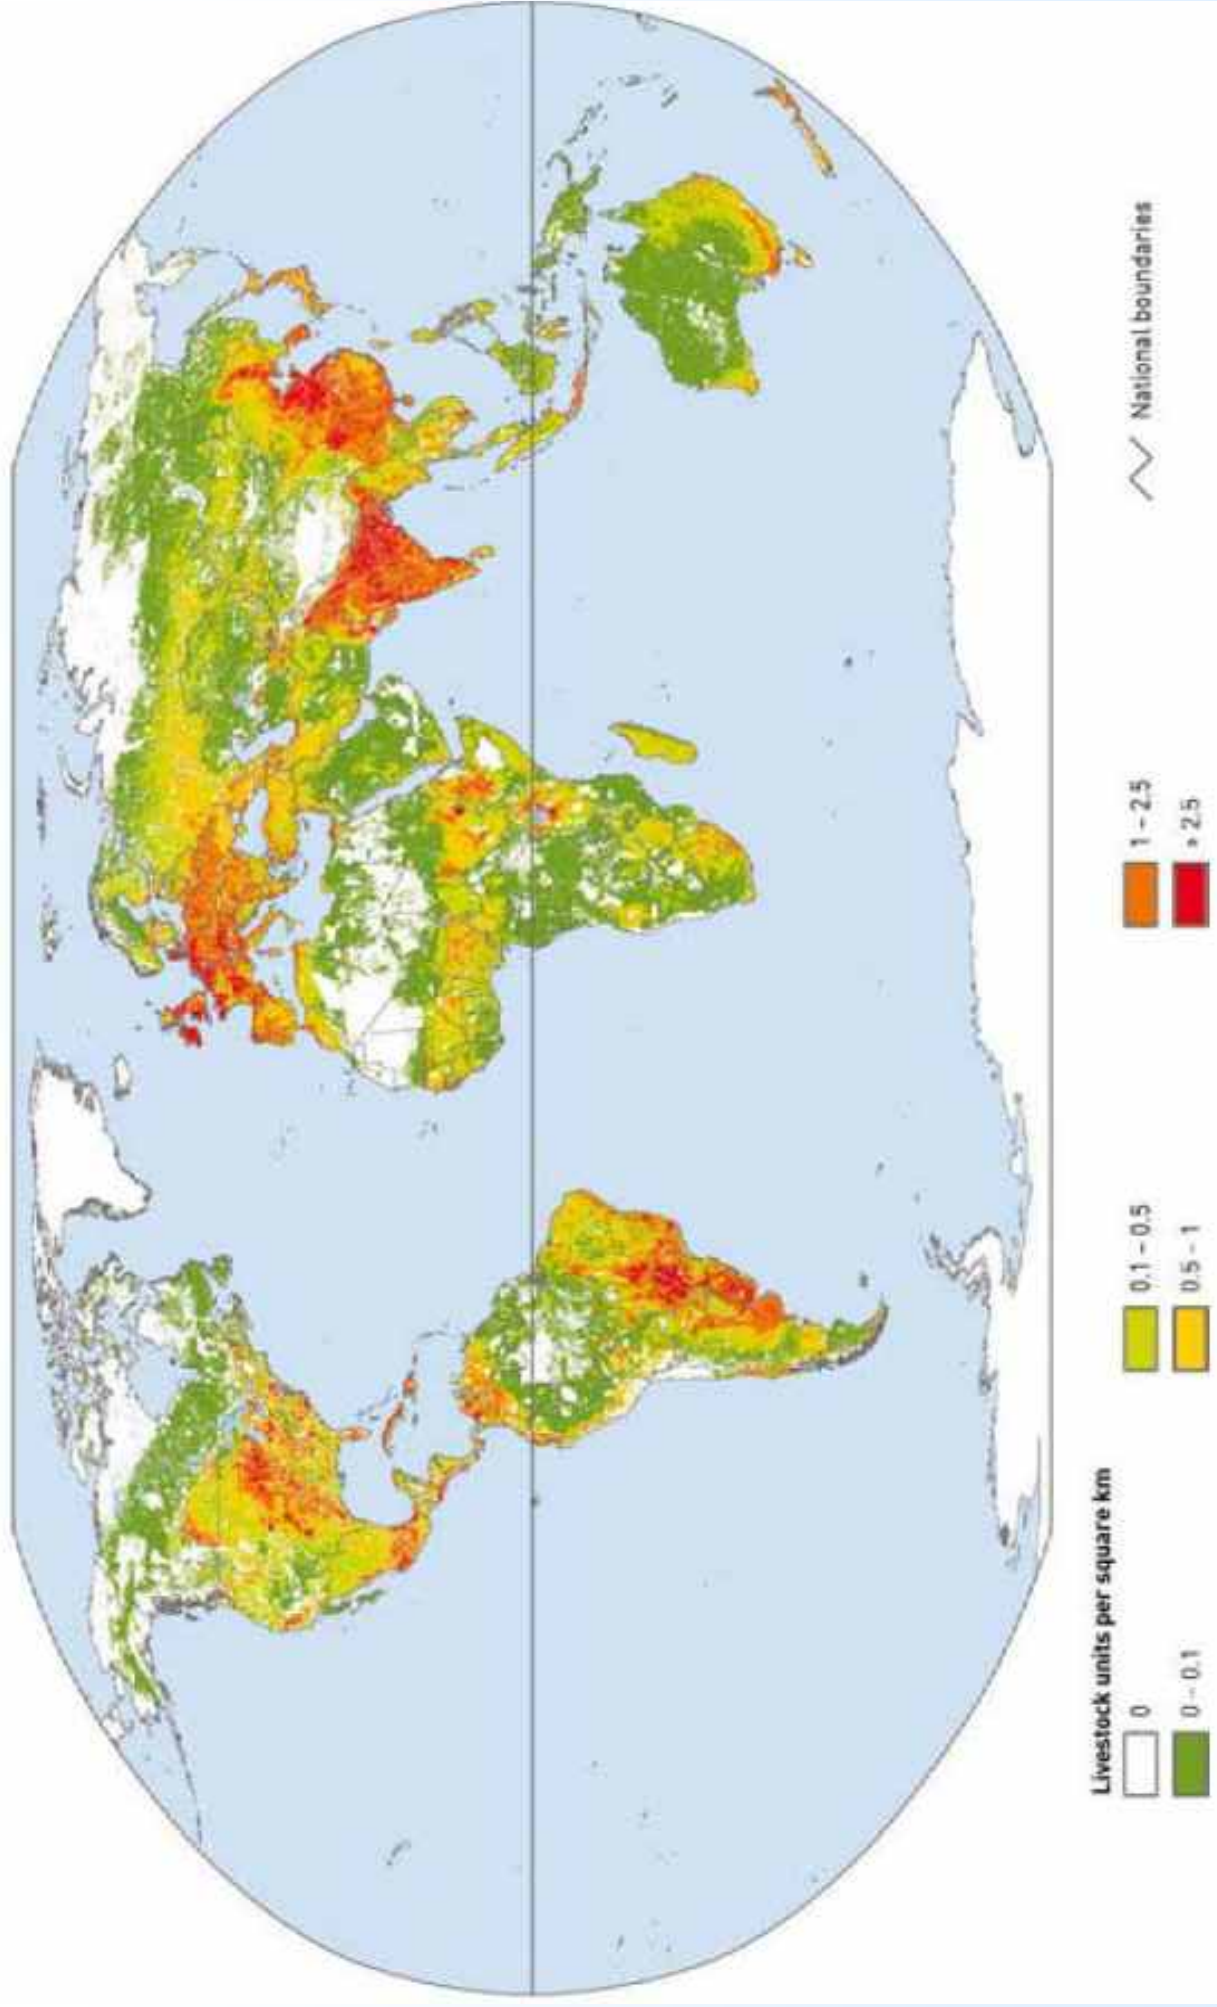 Livestock units per square km
0
0 – 0.1
0.1 – 0.5
0.5 – 1
1 – 2.5
> 2.5
National boundaries